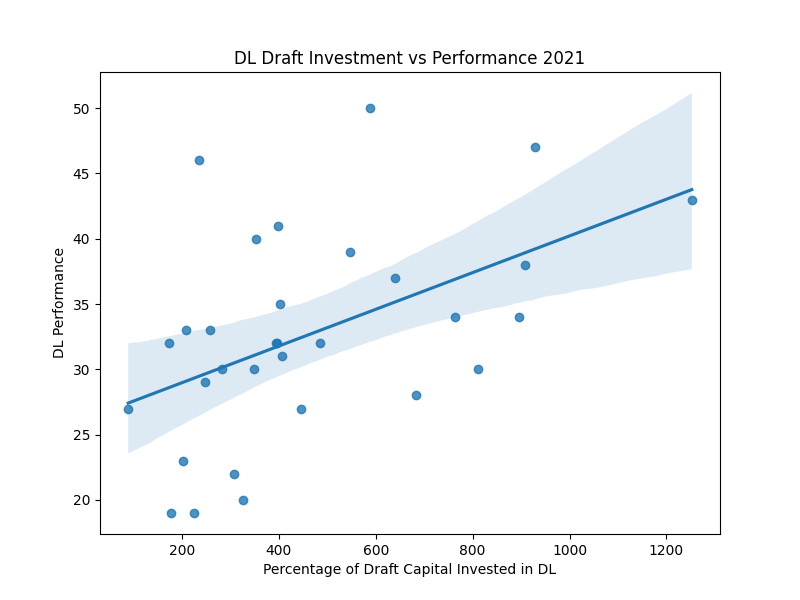 DL Draft Investment vs Performance 2021
50
45
40
35
30
25
20
DL Performance
200 400 600 800 1000 1200
Percentage of Draft Capital Invested in DL